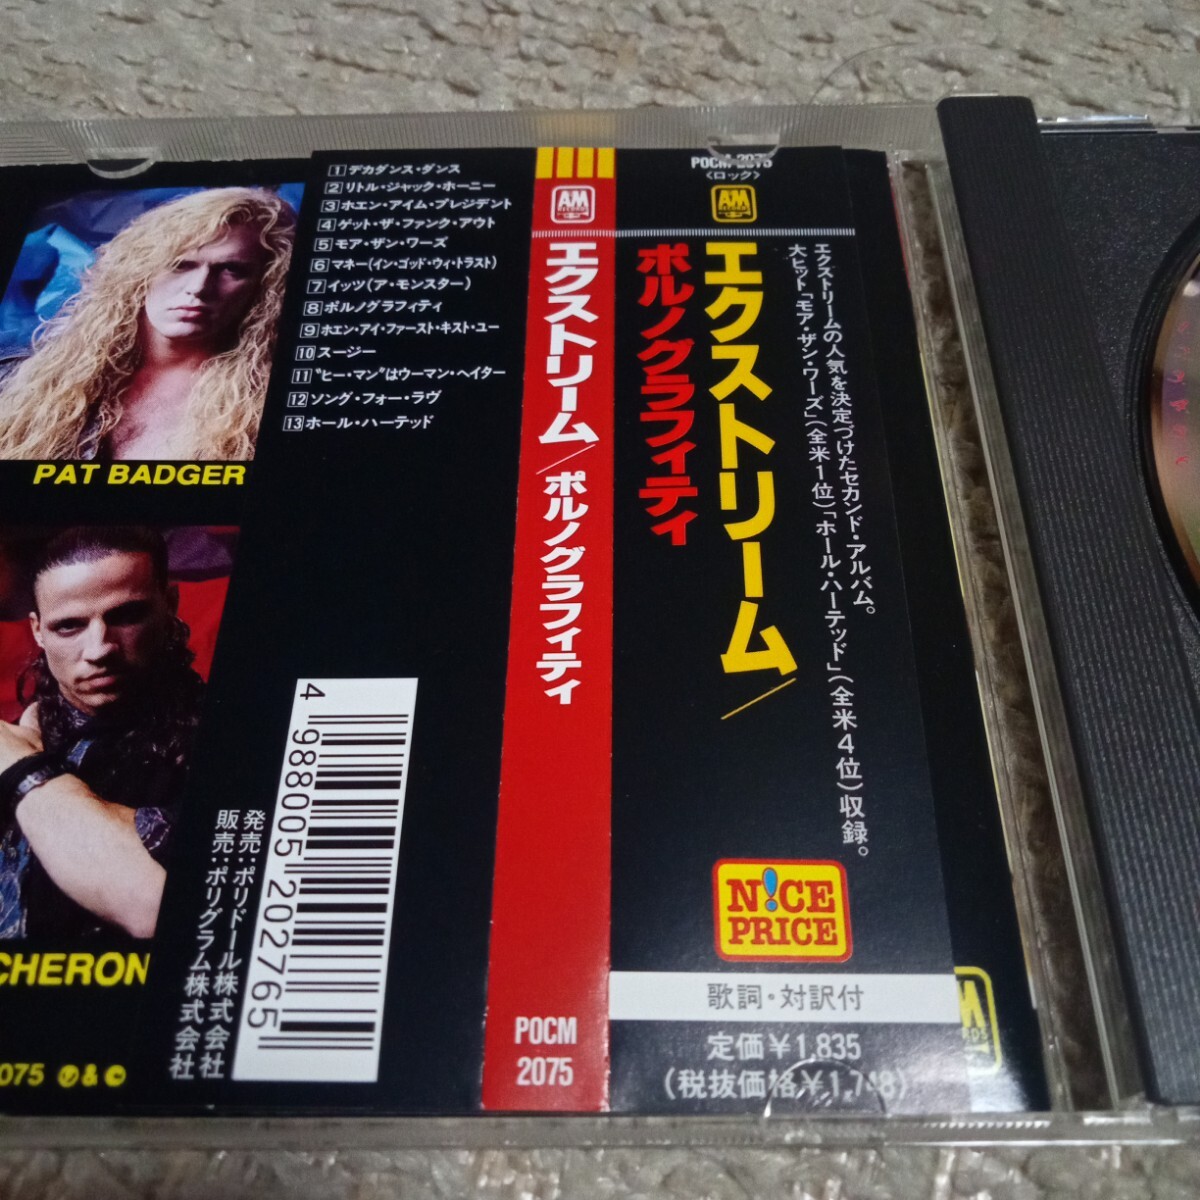 PAT BADGER
CHERON
2075
1 デカダンス・ダンス
2 リトル・ジャック・ホーニー
3 ホエン・アイム・プレジデント
4 ゲット・ザ・ファンク・アウト
5 モア・ザン・ワーズ
6 マネー(イン・ゴッド・ウィ・トラスト)
7 イッツ(ア・モンスター)
8 ポルノグラフィティ
9 ホエン・アイ・ファースト・キスト・ユー
10 スージー
11 “ヒー・マン”はウーマン・ヘイター
12 ソング・フォー・ラヴ
13 ホール・ハーテッド
4 988005 202765
発売:ポリドール株式会社
販売:ポリグラム株式会社
A&M
エクストリーム/ポルノグラフィティ
POCM
2075
POCM-2075
〈ロック〉
A&M
エクストリーム/
ポルノグラフィティ
エクストリームの人気を決定づけたセカンド・アルバム。
大ヒット「モア・ザン・ワーズ」(全米1位)「ホール・ハーテッド」(全米4位)収録。
N!CE
PRICE
歌詞・対訳付
定価¥1,835
(税抜価格¥1,748)